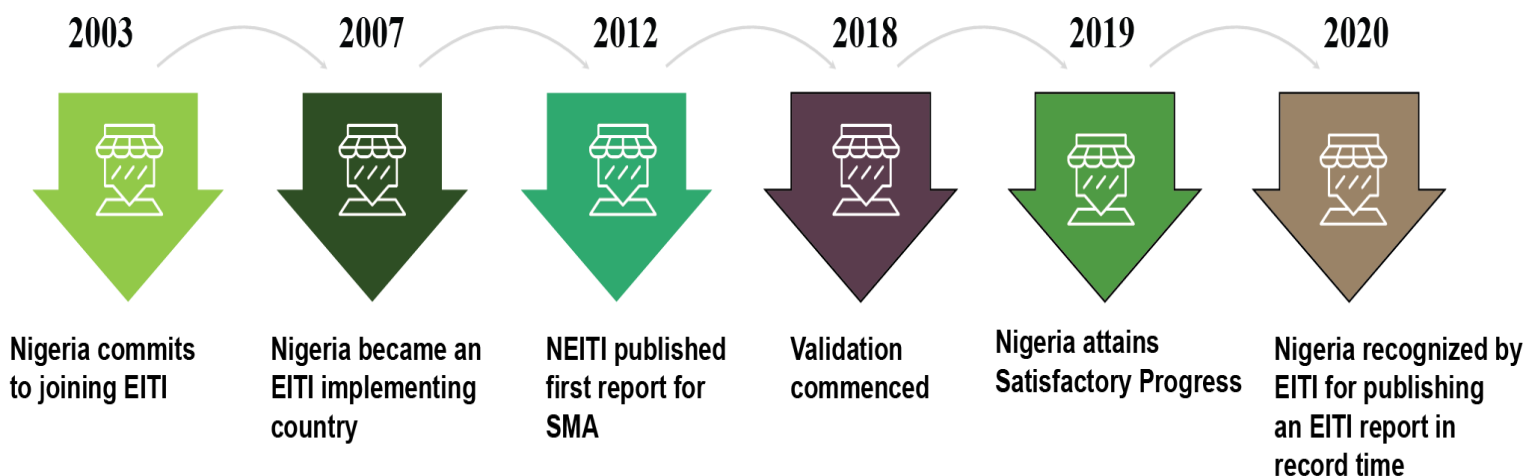 2003
2007
2012
2018
2019
2020
Nigeria commits
to joining EITI
Nigeria became an
EITI implementing
country
NEITI published
first report for
SMA
Validation
commenced
Nigeria attains
Satisfactory Progress
Nigeria recognized by
EITI for publishing
an EITI report in
record time